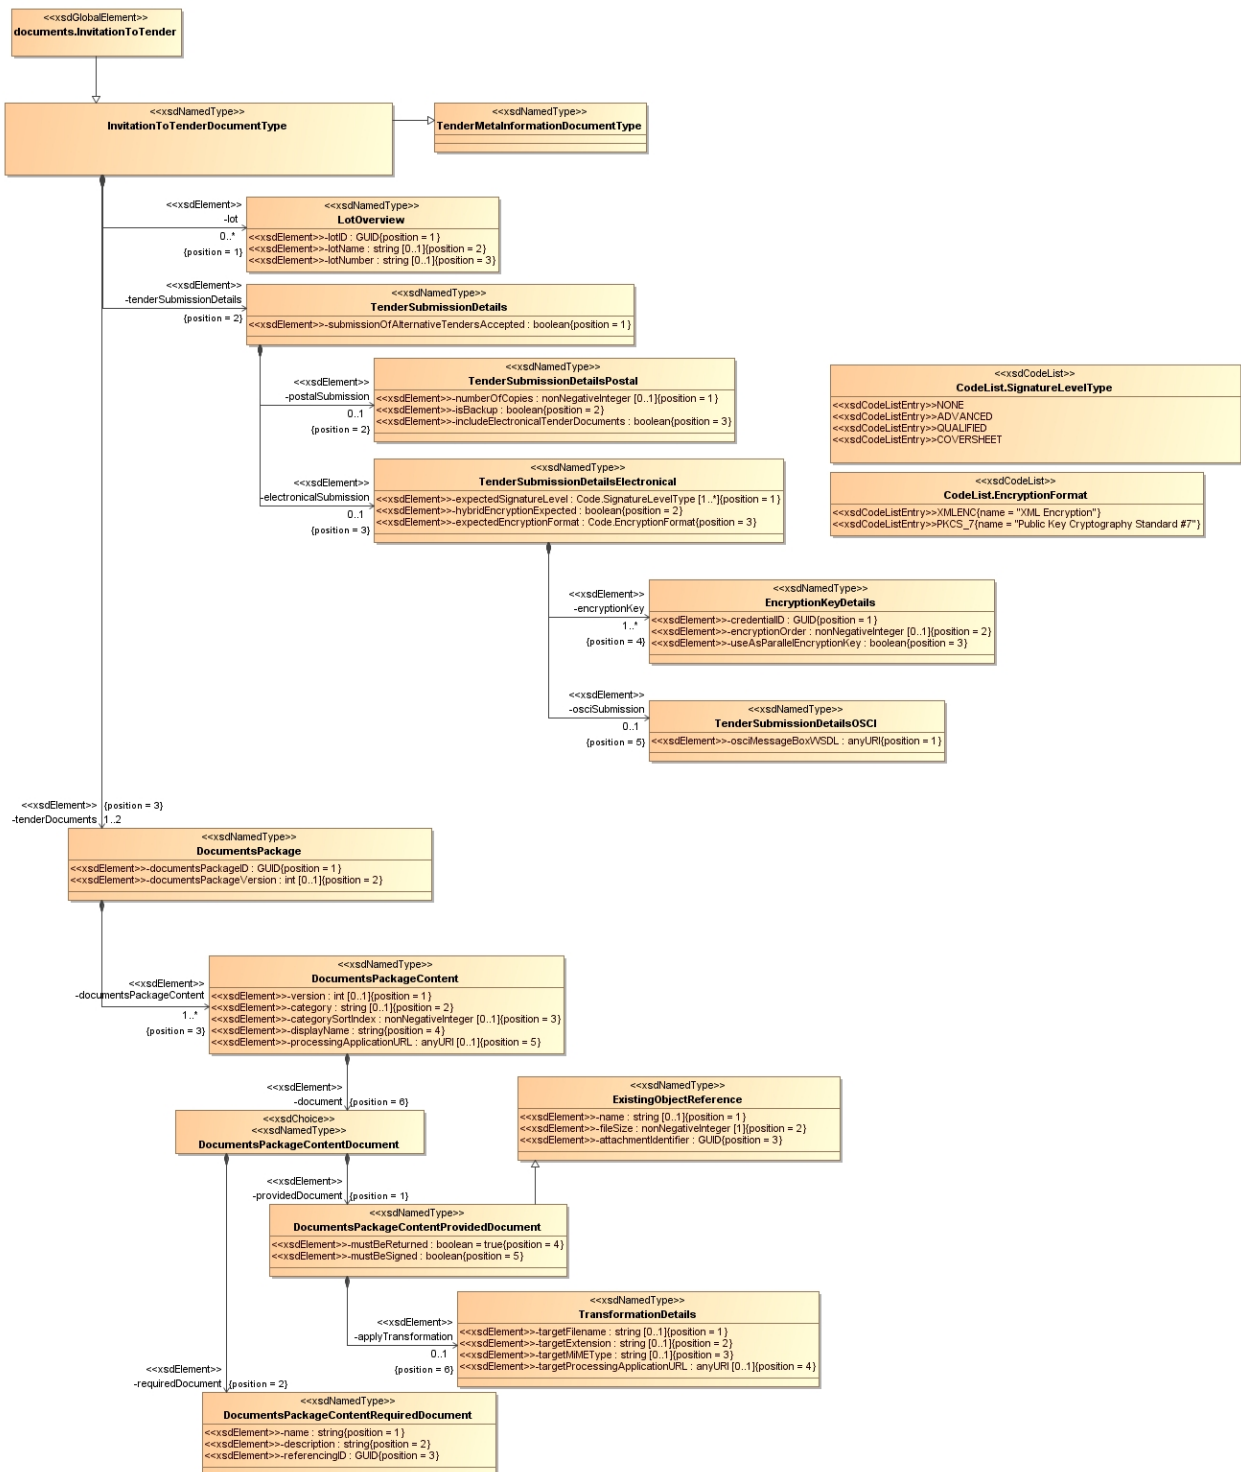 <<xsdGlobalElement>>
documents.InvitationToTender
<<xsdNamedType>>
InvitationToTenderDocumentType
<<xsdNamedType>>
TenderMetaInformationDocumentType
<<xsdElement>>
-lot
0..*
{position = 1}
<<xsdNamedType>>
LotOverview
<<xsdElement>>-lotID : GUID{position = 1}
<<xsdElement>>-lotName : string [0..1]{position = 2}
<<xsdElement>>-lotNumber : string [0..1]{position = 3}
<<xsdElement>>
-tenderSubmissionDetails
{position = 2}
<<xsdNamedType>>
TenderSubmissionDetails
<<xsdElement>>-submissionOfAlternativeTendersAccepted : boolean{position = 1}
<<xsdElement>>
-postalSubmission
0..1
{position = 2}
<<xsdNamedType>>
TenderSubmissionDetailsPostal
<<xsdElement>>-numberOfCopies : nonNegativeInteger [0..1]{position = 1}
<<xsdElement>>-isBackup : boolean{position = 2}
<<xsdElement>>-includeElectronicalTenderDocuments : boolean{position = 3}
<<xsdCodeList>>
CodeList.SignatureLevelType
<<xsdCodeListEntry>>NONE
<<xsdCodeListEntry>>ADVANCED
<<xsdCodeListEntry>>QUALIFIED
<<xsdCodeListEntry>>COVERSHEET
<<xsdElement>>
-electronicalSubmission
0..1
{position = 3}
<<xsdNamedType>>
TenderSubmissionDetailsElectronical
<<xsdElement>>-expectedSignatureLevel : Code.SignatureLevelType [1..*]{position = 1}
<<xsdElement>>-hybridEncryptionExpected : boolean{position = 2}
<<xsdElement>>-expectedEncryptionFormat : Code.EncryptionFormat{position = 3}
<<xsdCodeList>>
CodeList.EncryptionFormat
<<xsdCodeListEntry>>XMLENC{name = "XML Encryption"}
<<xsdCodeListEntry>>PKCS_7{name = "Public Key Cryptography Standard #7"}
<<xsdElement>>
-encryptionKey
1..*
{position = 4}
<<xsdNamedType>>
EncryptionKeyDetails
<<xsdElement>>-credentialID : GUID{position = 1}
<<xsdElement>>-encryptionOrder : nonNegativeInteger [0..1]{position = 2}
<<xsdElement>>-useAsParallelEncryptionKey : boolean{position = 3}
<<xsdElement>>
-osciSubmission
0..1
{position = 5}
<<xsdNamedType>>
TenderSubmissionDetailsOSCI
<<xsdElement>>-osciMessageBoxWSDL : anyURI{position = 1}
<<xsdElement>> {position = 3}
-tenderDocuments 1..2
<<xsdNamedType>>
DocumentsPackage
<<xsdElement>>-documentsPackageID : GUID{position = 1}
<<xsdElement>>-documentsPackageVersion : int [0..1]{position = 2}
<<xsdElement>>
-documentsPackageContent
1..*
{position = 3}
<<xsdNamedType>>
DocumentsPackageContent
<<xsdElement>>-version : int [0..1]{position = 1}
<<xsdElement>>-category : string [0..1]{position = 2}
<<xsdElement>>-categorySortIndex : nonNegativeInteger [0..1]{position = 3}
<<xsdElement>>-displayName : string{position = 4}
<<xsdElement>>-processingApplicationURL : anyURI [0..1]{position = 5}
<<xsdElement>>
-document {position = 6}
<<xsdChoice>>
<<xsdNamedType>>
DocumentsPackageContentDocument
<<xsdNamedType>>
ExistingObjectReference
<<xsdElement>>-name : string [0..1]{position = 1}
<<xsdElement>>-fileSize : nonNegativeInteger [1]{position = 2}
<<xsdElement>>-attachmentIdentifier : GUID{position = 3}
<<xsdElement>>
-providedDocument {position = 1}
<<xsdNamedType>>
DocumentsPackageContentProvidedDocument
<<xsdElement>>-mustBeReturned : boolean = true{position = 4}
<<xsdElement>>-mustBeSigned : boolean{position = 5}
<<xsdElement>>
-applyTransformation
0..1
{position = 6}
<<xsdNamedType>>
TransformationDetails
<<xsdElement>>-targetFilename : string [0..1]{position = 1}
<<xsdElement>>-targetExtension : string [0..1]{position = 2}
<<xsdElement>>-targetMiMEType : string [0..1]{position = 3}
<<xsdElement>>-targetProcessingApplicationURL : anyURI [0..1]{position = 4}
<<xsdElement>>
-requiredDocument {position = 2}
<<xsdNamedType>>
DocumentsPackageContentRequiredDocument
<<xsdElement>>-name : string{position = 1}
<<xsdElement>>-description : string{position = 2}
<<xsdElement>>-referencingID : GUID{position = 3}